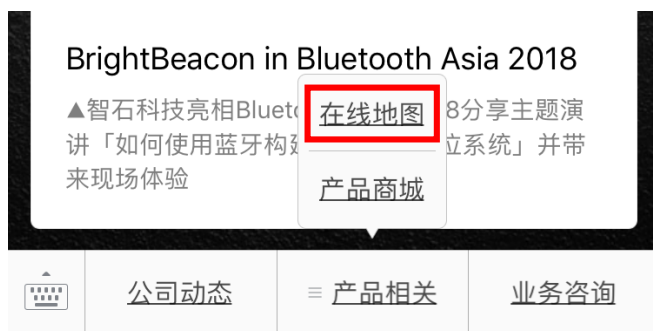 BrightBeacon in Bluetooth Asia 2018
▲智石科技亮相Bluet 8分享主题演
讲「如何使用蓝牙构 位系统」并带
来现场体验
在线地图
产品商城
公司动态
产品相关
业务咨询